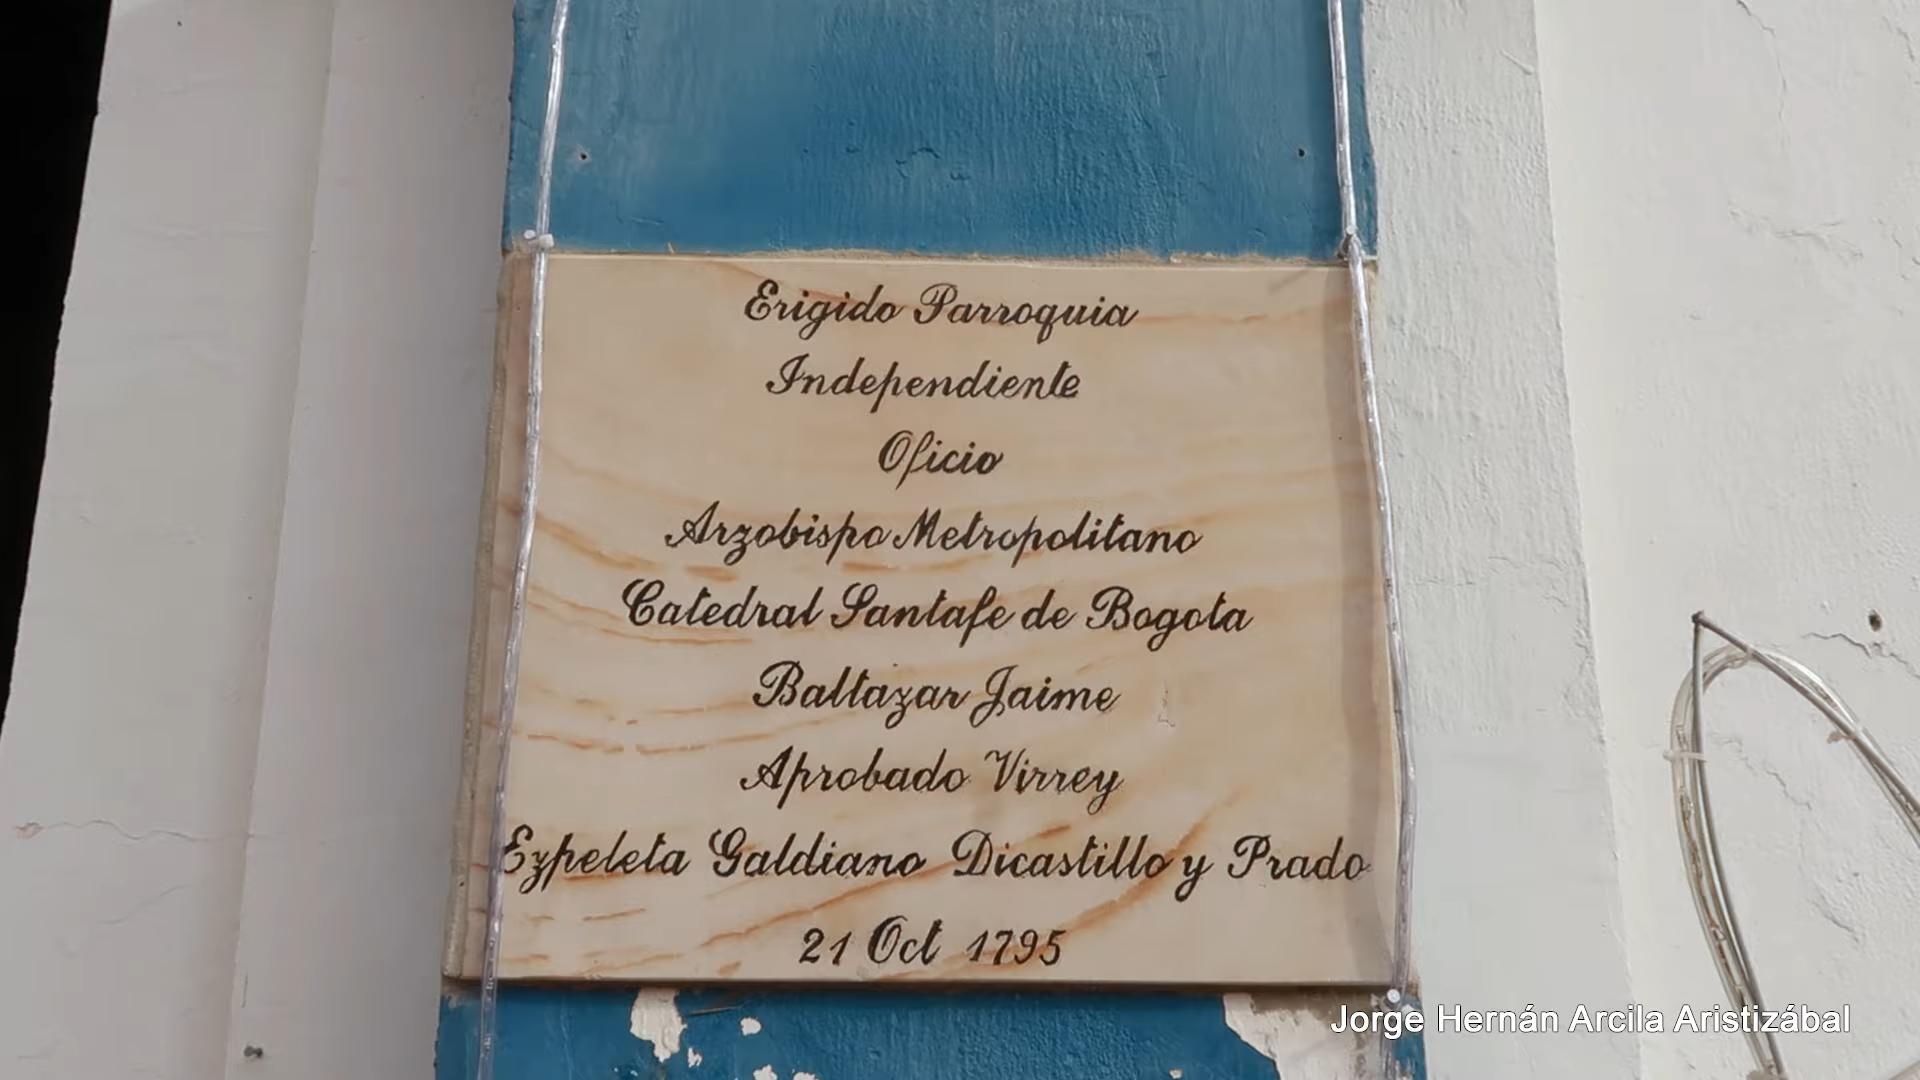 Erigido Parroquia
Independiente
Oficio
Arzobispo Metropolitano
Catedral Santafe de Bogota
Baltazar Jaime
Aprobado Virrey
Ezpeleta Galdiano Dicastillo y Prado
21 Oct 1795
Jorge Hernán Arcila Aristizábal